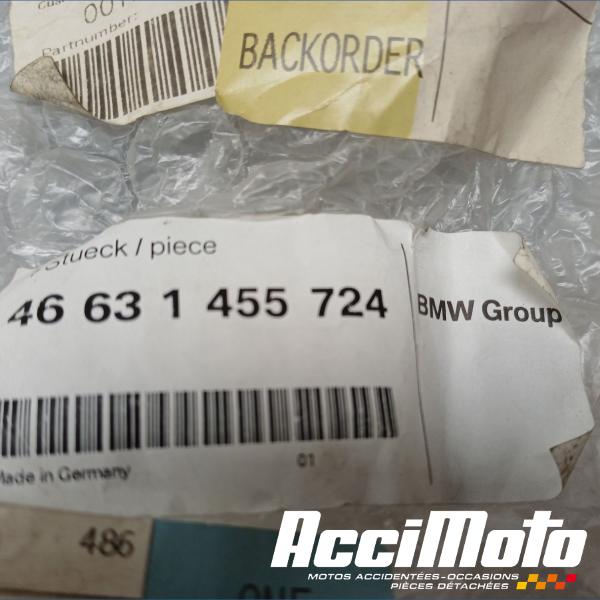 001
Partnumber:
BACKORDER
Stueck / piece
46 63 1 455 724
BMW Group
Made in Germany
01
486
ACCIMOTO
MOTOS ACCIDENTÉES-OCCASIONS
PIÈCES DÉTACHÉES